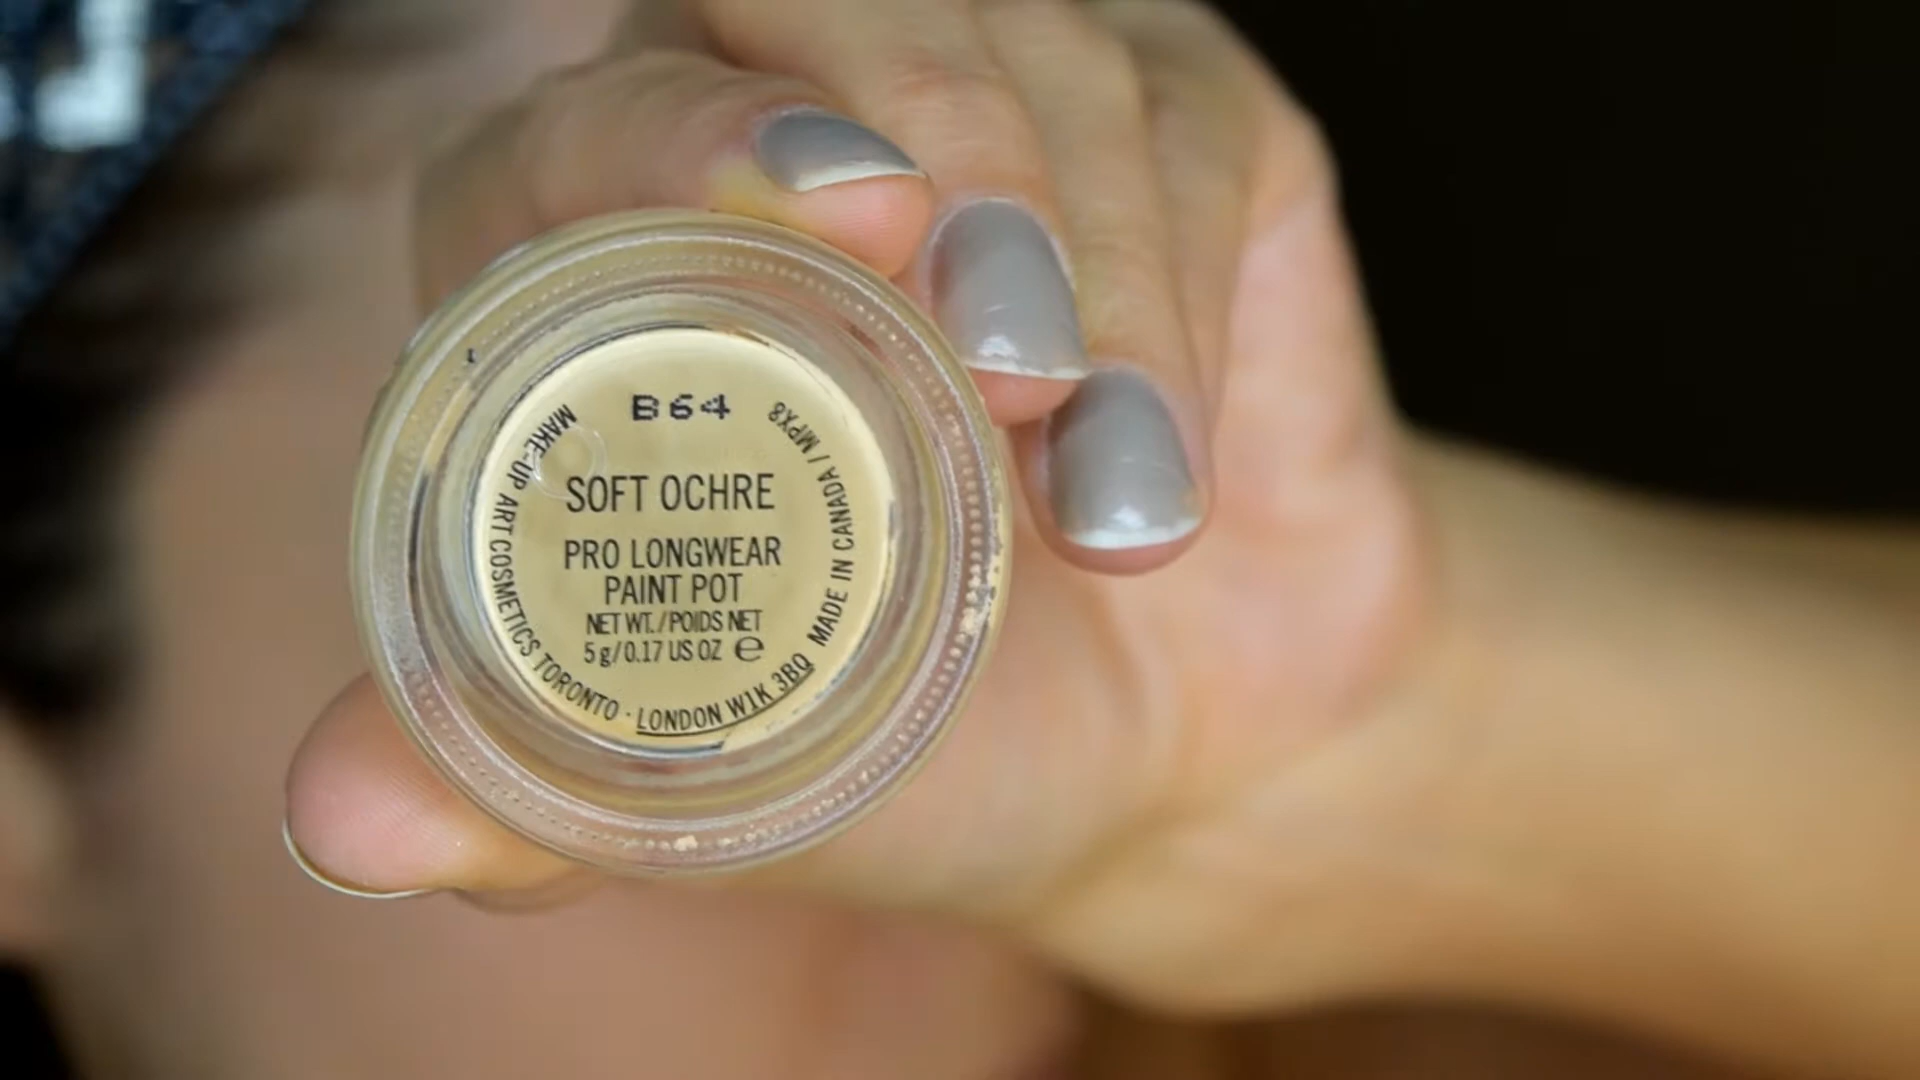 B64
SOFT OCHRE
PRO LONGWEAR
PAINT POT
NET WT./POIDS NET
5 g/0.17 US OZ ℮
MAKE-UP ART COSMETICS TORONTO · LONDON W1K 3BQ
MADE IN CANADA / MPX8